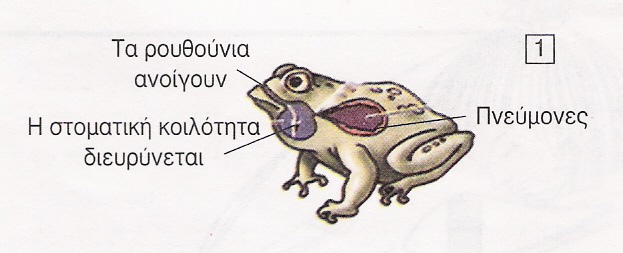 Τα ρουθούνια
ανοίγουν
1
Η στοματική κοιλότητα
διευρύνεται
Πνεύμονες